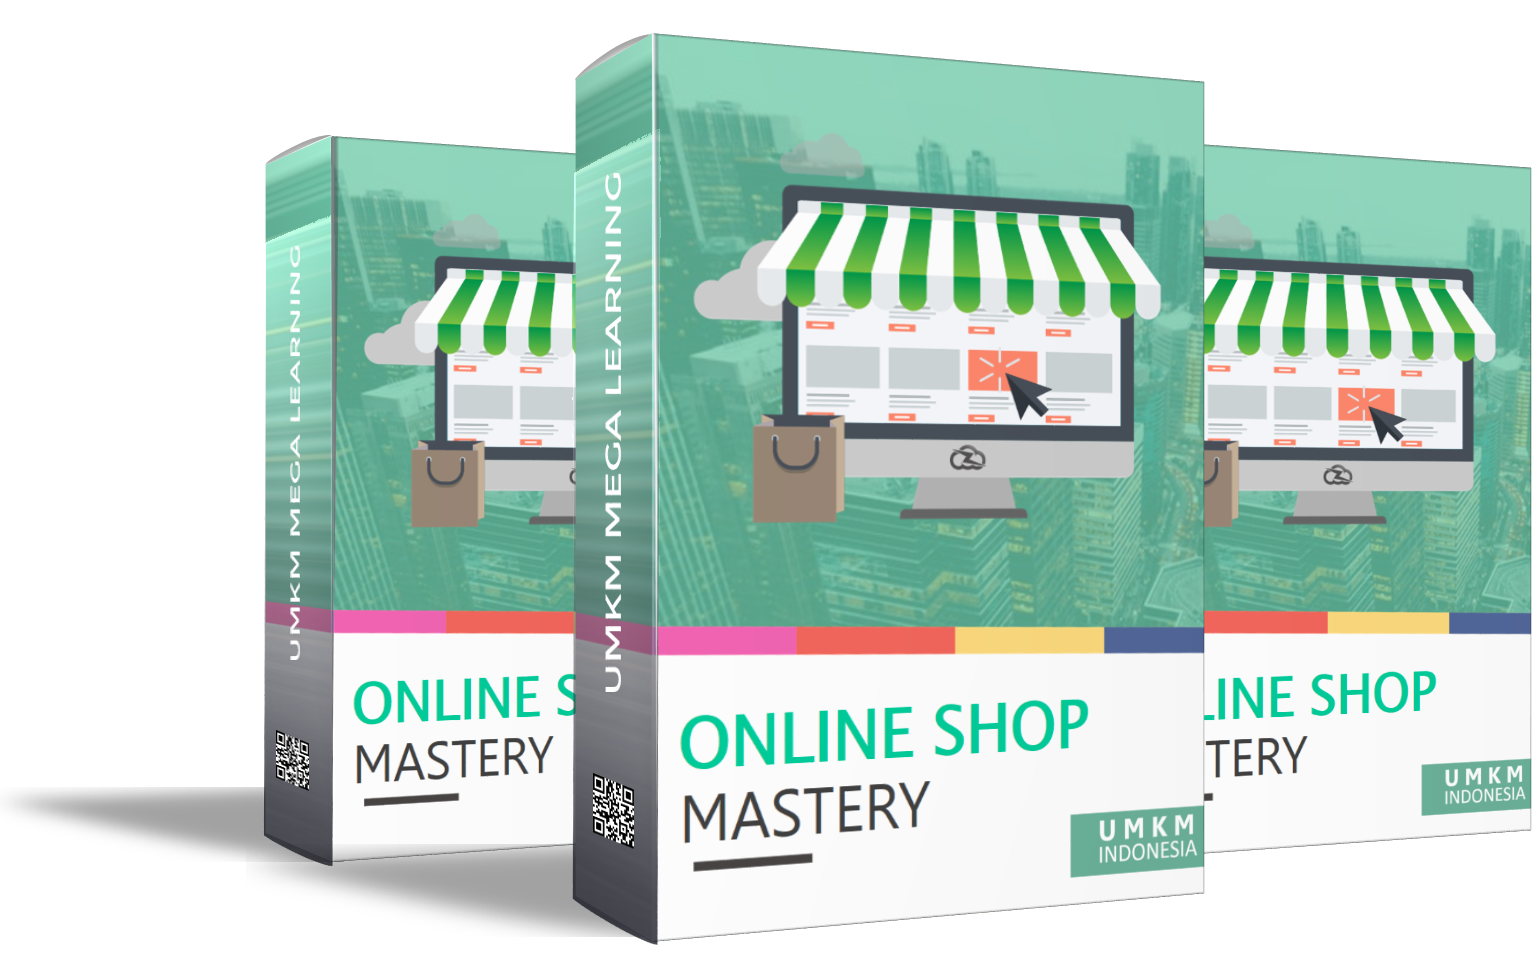 UMKM MEGA LEARNING
ONLINE S
MASTERY
UMKM MEGA LEARNING
ONLINE SHOP
MASTERY
UMKM
INDONESIA
LINE SHOP
TERY
UMKM
INDONESIA